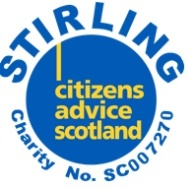 STIRLING
citizens
advice
scotland
Charity No. SC007270